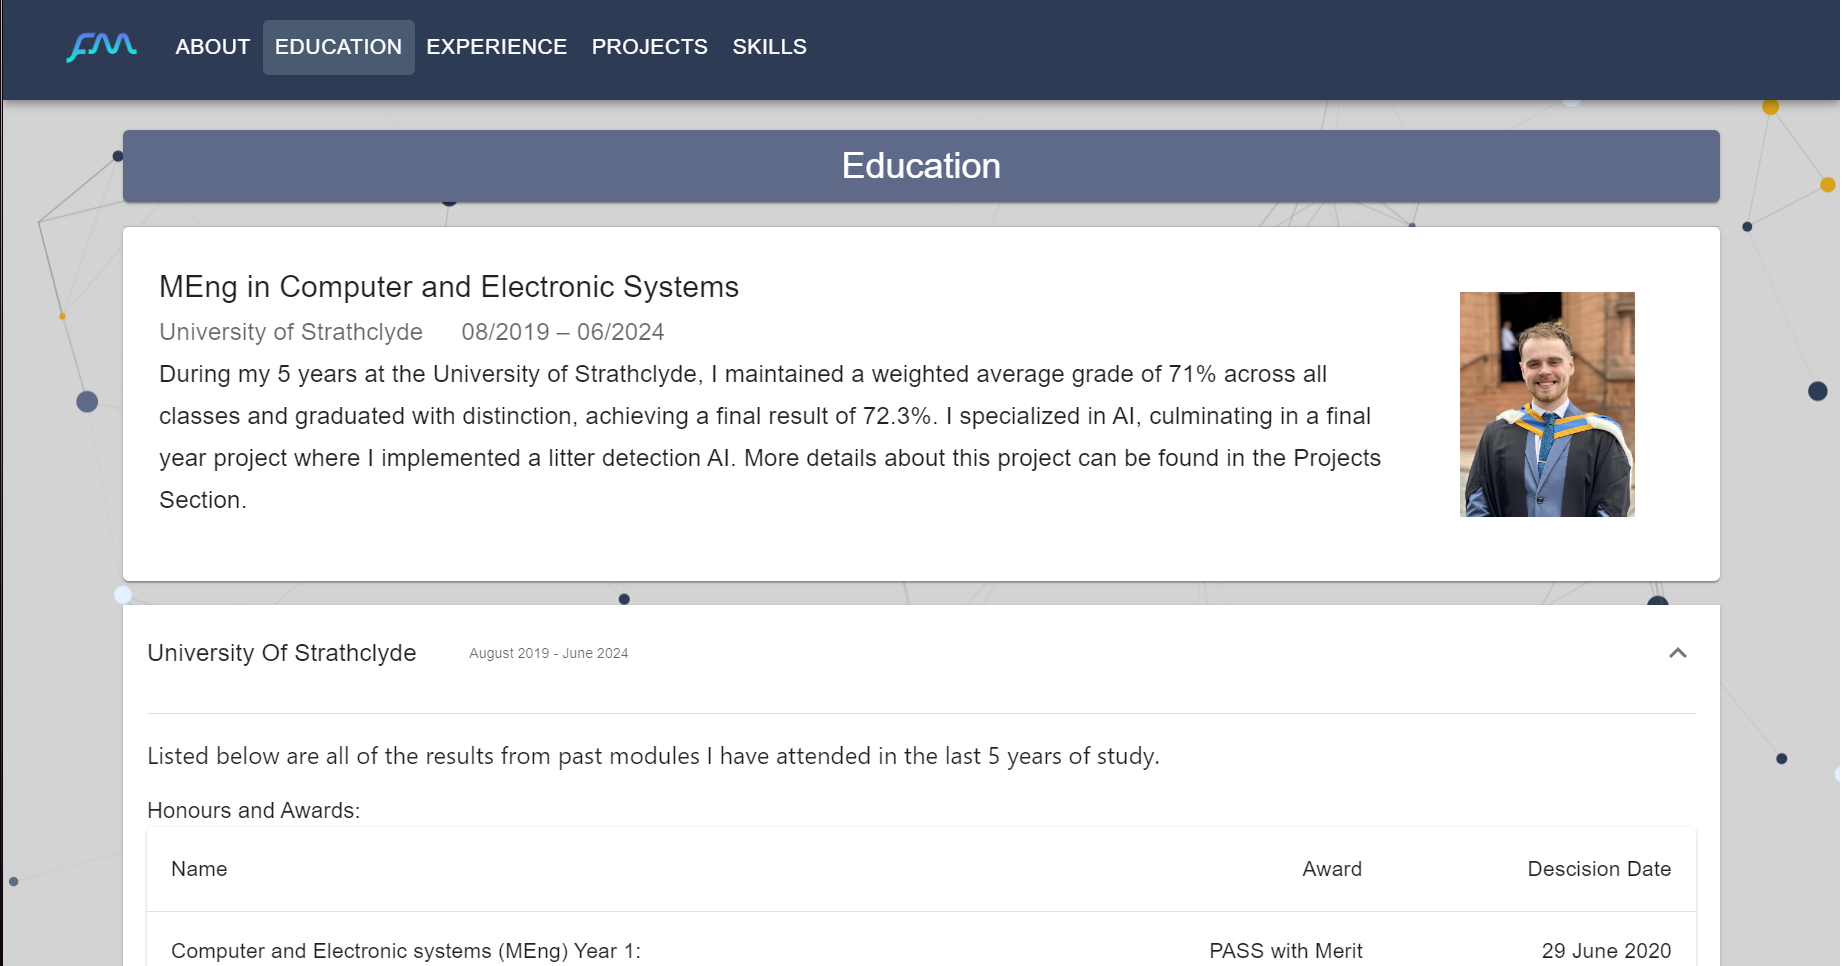 FM
ABOUT EDUCATION EXPERIENCE PROJECTS SKILLS
Education
MEng in Computer and Electronic Systems
University of Strathclyde 08/2019 – 06/2024
During my 5 years at the University of Strathclyde, I maintained a weighted average grade of 71% across all
classes and graduated with distinction, achieving a final result of 72.3%. I specialized in AI, culminating in a final
year project where I implemented a litter detection AI. More details about this project can be found in the Projects
Section.
University Of Strathclyde August 2019 - June 2024
Listed below are all of the results from past modules I have attended in the last 5 years of study.
Honours and Awards:
Name Award Descision Date
Computer and Electronic systems (MEng) Year 1: PASS with Merit 29 June 2020